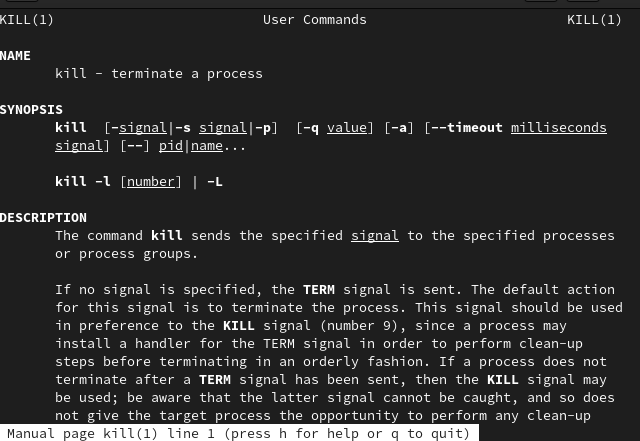 KILL(1) User Commands KILL(1)
NAME
kill - terminate a process
SYNOPSIS
kill [-signal|-s signal|-p] [-q value] [-a] [--timeout milliseconds
signal] [--] pid|name...
kill -l [number] | -L
DESCRIPTION
The command kill sends the specified signal to the specified processes
or process groups.
If no signal is specified, the TERM signal is sent. The default action
for this signal is to terminate the process. This signal should be used
in preference to the KILL signal (number 9), since a process may
install a handler for the TERM signal in order to perform clean-up
steps before terminating in an orderly fashion. If a process does not
terminate after a TERM signal has been sent, then the KILL signal may
be used; be aware that the latter signal cannot be caught, and so does
not give the target process the opportunity to perform any clean-up
Manual page kill(1) line 1 (press h for help or q to quit)